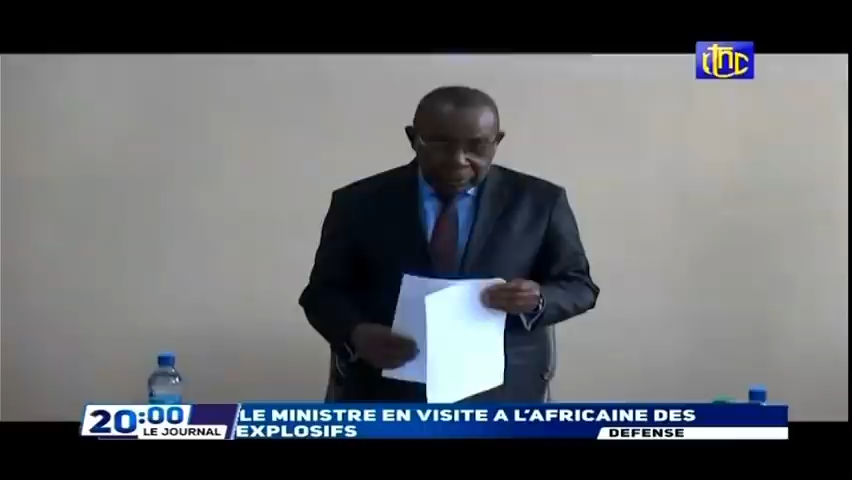 rtnc
20:00
LE JOURNAL
LE MINISTRE EN VISITE A L'AFRICAINE DES
EXPLOSIFS
DEFENSE